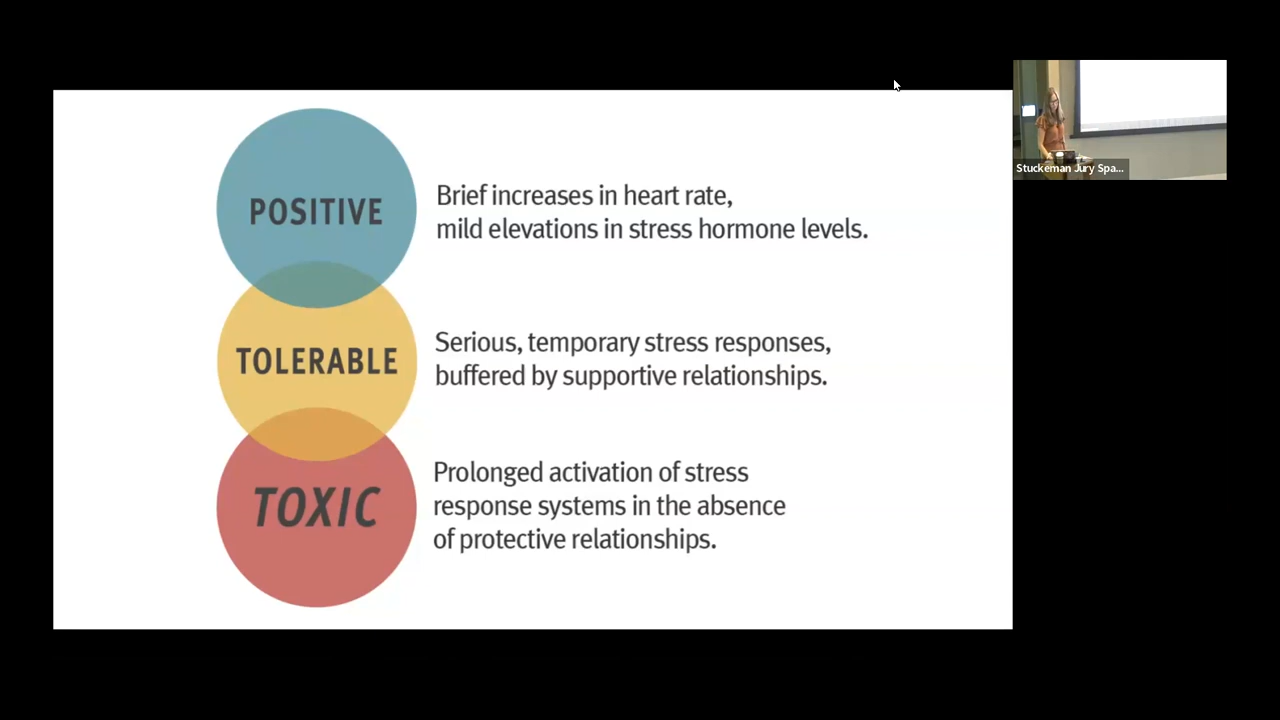 POSITIVE
Brief increases in heart rate,
mild elevations in stress hormone levels.
TOLERABLE
Serious, temporary stress responses,
buffered by supportive relationships.
TOXIC
Prolonged activation of stress
response systems in the absence
of protective relationships.
Stuckeman Jury Spa...